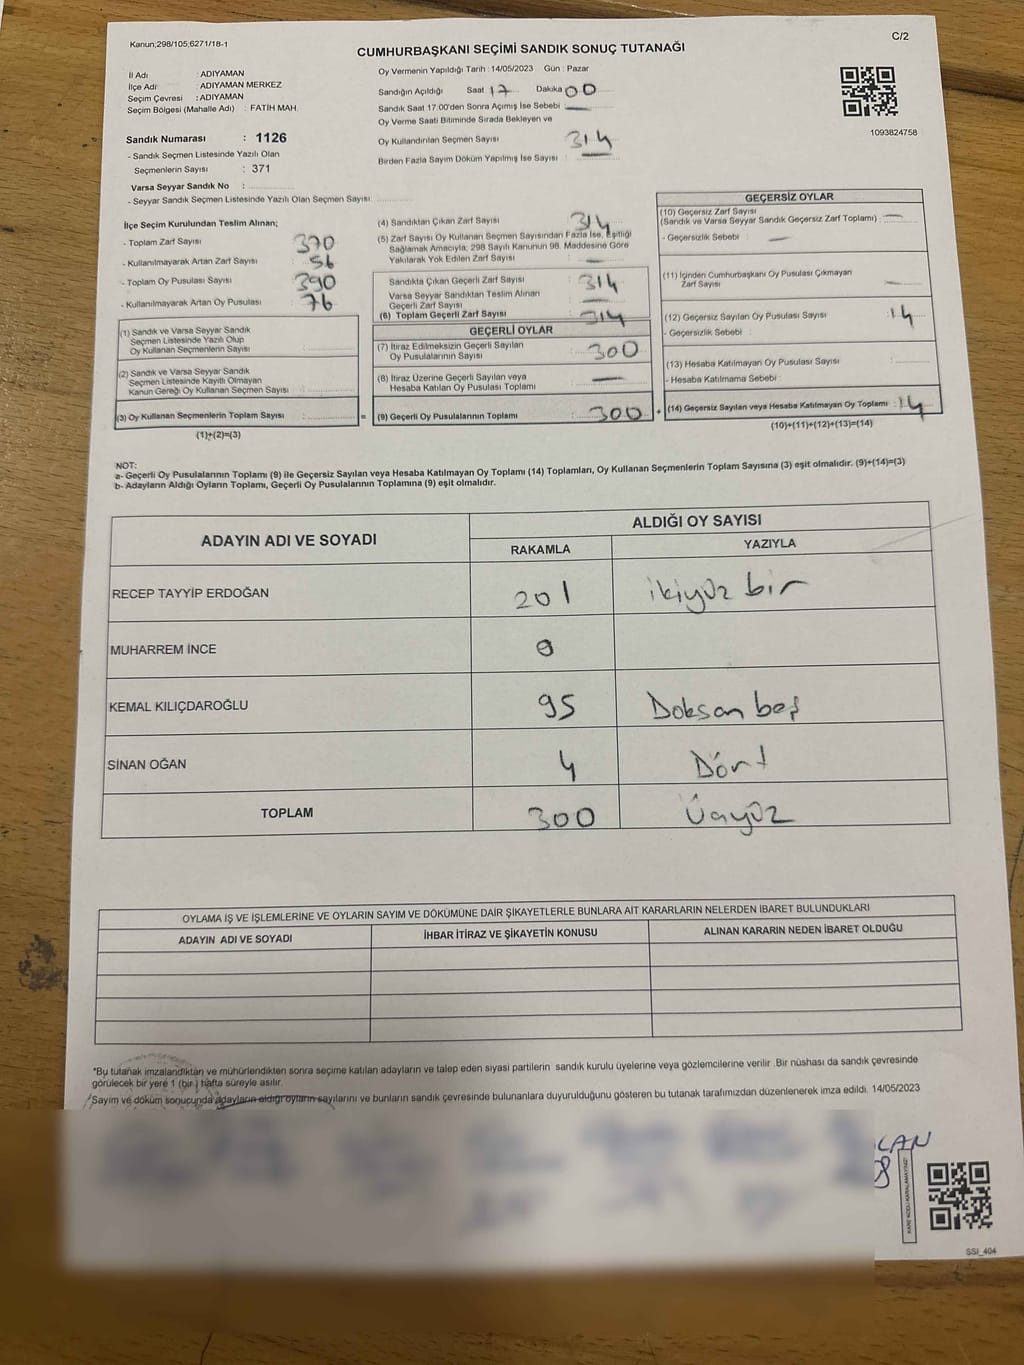 Kanun;298/105;6271/18-1
C/2
CUMHURBAŞKANI SEÇİMİ SANDIK SONUÇ TUTANAĞI
İl Adı : ADIYAMAN
İlçe Adı : ADIYAMAN MERKEZ
Seçim Çevresi : ADIYAMAN
Seçim Bölgesi (Mahalle Adı) : FATİH MAH.
Sandık Numarası : 1126
- Sandık Seçmen Listesinde Yazılı Olan
Seçmenlerin Sayısı : 371
Varsa Seyyar Sandık No :
- Seyyar Sandık Seçmen Listesinde Yazılı Olan Seçmen Sayısı:
Oy Vermenin Yapıldığı Tarih : 14/05/2023 Gün : Pazar
Sandığın Açıldığı Saat 17 Dakika 00
Sandık Saat 17:00'den Sonra Açımış İse Sebebi
Oy Verme Saati Bitiminde Sırada Bekleyen ve
Oy Kullandırılan Seçmen Sayısı : 314
Birden Fazla Sayım Döküm Yapılmış İse Sayısı :
1093824758
İlçe Seçim Kurulundan Teslim Alınan;
- Toplam Zarf Sayısı : 370
- Kullanılmayarak Artan Zarf Sayısı : 56
- Toplam Oy Pusulası Sayısı : 390
- Kullanılmayarak Artan Oy Pusulası : 76
(1) Sandık ve Varsa Seyyar Sandık
Seçmen Listesinde Yazılı Olup
Oy Kullanan Seçmenlerin Sayısı :
(2) Sandık ve Varsa Seyyar Sandık
Seçmen Listesinde Kayıtlı Olmayan
Kanun Gereği Oy Kullanan Seçmen Sayısı :
(3) Oy Kullanan Seçmenlerin Toplam Sayısı :
=
(1)+(2)=(3)
(4) Sandıktan Çıkan Zarf Sayısı : 314
(5) Zarf Sayısı Oy Kullanan Seçmen Sayısından Fazla İse, Eşitliği
Sağlamak Amacıyla; 298 Sayılı Kanunun 98. Maddesine Göre
Yakılarak Yok Edilen Zarf Sayısı :
Sandıkta Çıkan Geçerli Zarf Sayısı : 314
Varsa Seyyar Sandıktan Teslim Alınan
Geçerli Zarf Sayısı :
(6) Toplam Geçerli Zarf Sayısı : 314
GEÇERLİ OYLAR
(7) İtiraz Edilmeksizin Geçerli Sayılan
Oy Pusulalarının Sayısı : 300
(8) İtiraz Üzerine Geçerli Sayılan veya
Hesaba Katılan Oy Pusulası Toplamı :
(9) Geçerli Oy Pusulalarının Toplamı : 300
+
GEÇERSİZ OYLAR
(10) Geçersiz Zarf Sayısı
(Sandık ve Varsa Seyyar Sandık Geçersiz Zarf Toplamı) :
- Geçersizlik Sebebi :
(11) İçinden Cumhurbaşkanı Oy Pusulası Çıkmayan
Zarf Sayısı :
(12) Geçersiz Sayılan Oy Pusulası Sayısı : 14
- Geçersizlik Sebebi :
(13) Hesaba Katılmayan Oy Pusulası Sayısı :
- Hesaba Katılmama Sebebi :
(14) Geçersiz Sayılan veya Hesaba Katılmayan Oy Toplamı : 14
(10)+(11)+(12)+(13)=(14)
NOT:
a- Geçerli Oy Pusulalarının Toplamı (9) ile Geçersiz Sayılan veya Hesaba Katılmayan Oy Toplamı (14) Toplamları, Oy Kullanan Seçmenlerin Toplam Sayısına (3) eşit olmalıdır. (9)+(14)=(3)
b- Adayların Aldığı Oyların Toplamı, Geçerli Oy Pusulalarının Toplamına (9) eşit olmalıdır.
ADAYIN ADI VE SOYADI
ALDIĞI OY SAYISI
RAKAMLA YAZIYLA
RECEP TAYYİP ERDOĞAN 201 ikiyüz bir
MUHARREM İNCE 0
KEMAL KILIÇDAROĞLU 95 Doksan beş
SİNAN OĞAN 4 Dört
TOPLAM 300 Üçyüz
OYLAMA İŞ VE İŞLEMLERİNE VE OYLARIN SAYIM VE DÖKÜMÜNE DAİR ŞİKAYETLERLE BUNLARA AİT KARARLARIN NELERDEN İBARET BULUNDUKLARI
ADAYIN ADI VE SOYADI İHBAR İTİRAZ VE ŞİKAYETİN KONUSU ALINAN KARARIN NEDEN İBARET OLDUĞU
*Bu tutanak imzalandıktan ve mühürlendikten sonra seçime katılan adayların ve talep eden siyasi partilerin sandık kurulu üyelerine veya gözlemcilerine verilir. Bir nüshası da sandık çevresinde
görülecek bir yere 1 (bir) hafta süreyle asılır.
Sayım ve döküm sonucunda adayların aldığı oyların sayılarını ve bunların sandık çevresinde bulunanlara duyurulduğunu gösteren bu tutanak tarafımızdan düzenlenerek imza edildi. 14/05/2023
SSI_404